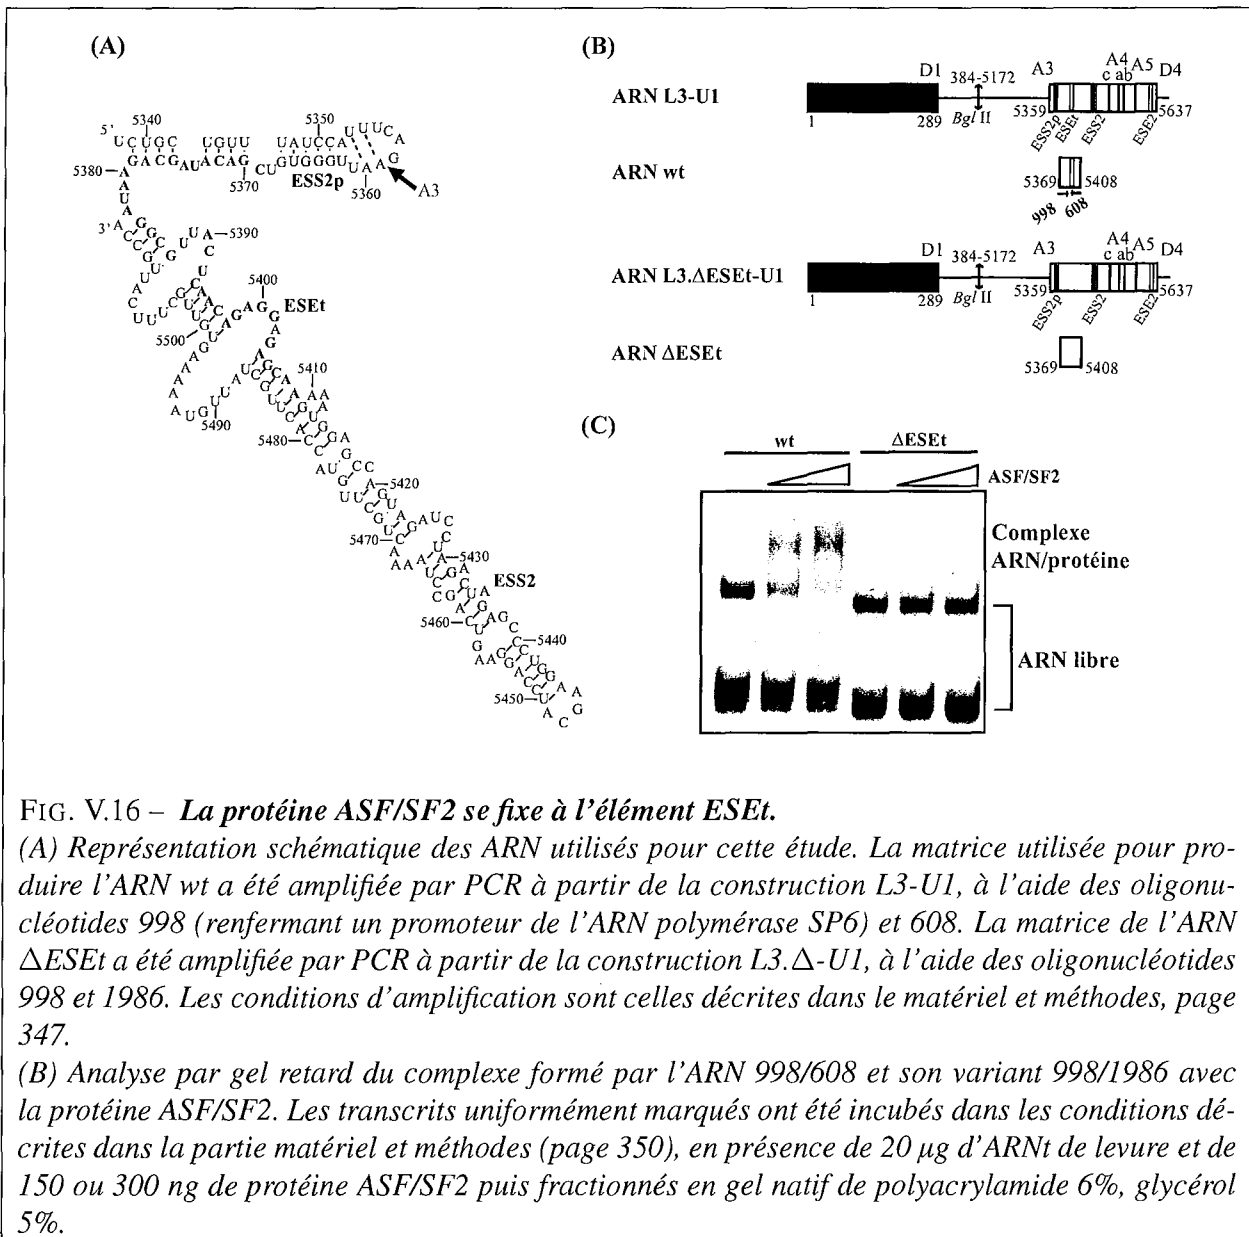 (A)
5340
5350
5'
5380
5370
ESS2p
5360
A3
3'
5390
5400
ESEt
5500
5410
5490
5480
5420
5470
5430
ESS2
5460
5440
5450
(B)
ARN L3-U1
D1
384-5172
Bgl II
1
289
A3
A4
c ab
A5
D4
5359
5637
ESS2p
ESEt
ESS2
ESE2
ARN wt
5369
5408
998
608
ARN L3.ΔESEt-U1
D1
384-5172
Bgl II
1
289
A3
A4
c ab
A5
D4
5359
5637
ESS2p
ESS2
ESE2
ARN ΔESEt
5369
5408
(C)
wt
ΔESEt
ASF/SF2
Complexe
ARN/protéine
ARN libre
FIG. V.16 – La protéine ASF/SF2 se fixe à l'élément ESEt.
(A) Représentation schématique des ARN utilisés pour cette étude. La matrice utilisée pour pro-
duire l'ARN wt a été amplifiée par PCR à partir de la construction L3-U1, à l'aide des oligonu-
cléotides 998 (renfermant un promoteur de l'ARN polymérase SP6) et 608. La matrice de l'ARN
ΔESEt a été amplifiée par PCR à partir de la construction L3.Δ-U1, à l'aide des oligonucléotides
998 et 1986. Les conditions d'amplification sont celles décrites dans le matériel et méthodes, page
347.
(B) Analyse par gel retard du complexe formé par l'ARN 998/608 et son variant 998/1986 avec
la protéine ASF/SF2. Les transcrits uniformément marqués ont été incubés dans les conditions dé-
crites dans la partie matériel et méthodes (page 350), en présence de 20 µg d'ARNt de levure et de
150 ou 300 ng de protéine ASF/SF2 puis fractionnés en gel natif de polyacrylamide 6%, glycérol
5%.